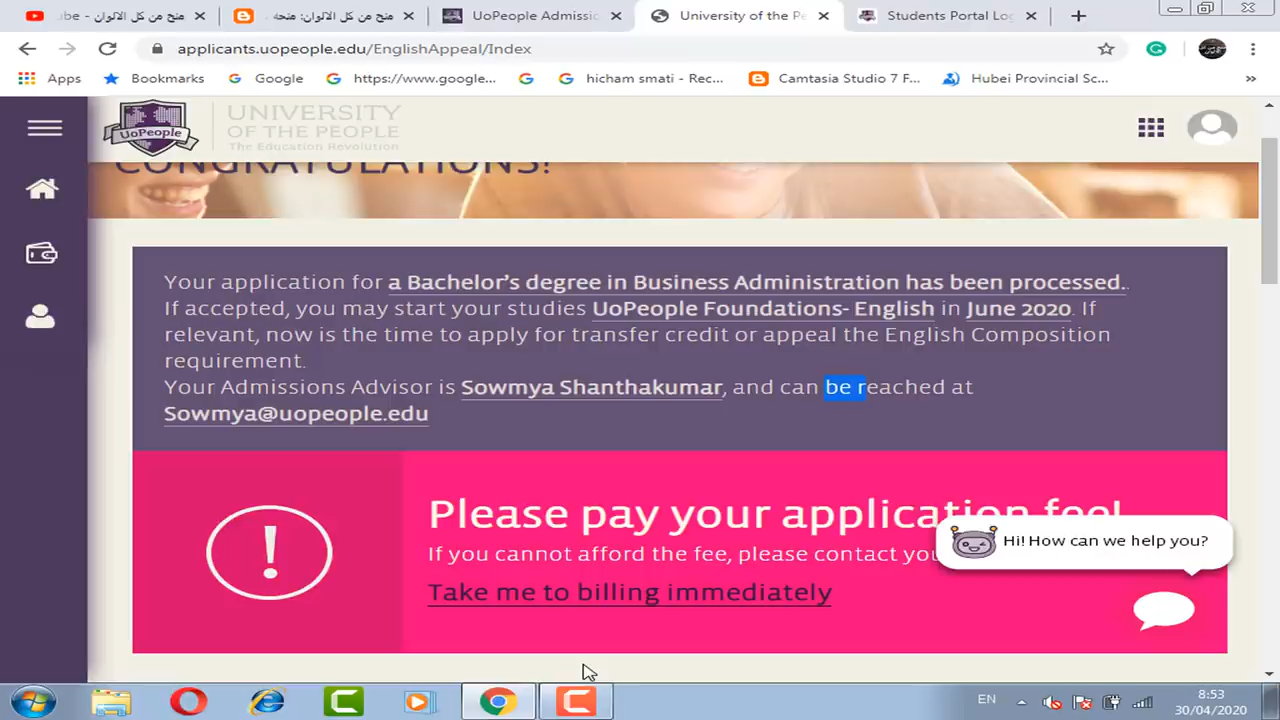 ube - منح من كل الالوان
منح من كل الالوان: منحه
UoPeople Admissic
University of the Pe
Students Portal Log
applicants.uopeople.edu/EnglishAppeal/Index
Apps
Bookmarks
Google
https://www.google...
hicham smati - Rec...
Camtasia Studio 7 F...
Hubei Provincial Sc...
»
UoPeople
UNIVERSITY
OF THE PEOPLE
The Education Revolution
CONGRATULATIONS!
Your application for a Bachelor's degree in Business Administration has been processed..
If accepted, you may start your studies UoPeople Foundations- English in June 2020. If
relevant, now is the time to apply for transfer credit or appeal the English Composition
requirement.
Your Admissions Advisor is Sowmya Shanthakumar, and can be reached at
Sowmya@uopeople.edu
!
Please pay your application fee!
If you cannot afford the fee, please contact you
Hi! How can we help you?
Take me to billing immediately
EN
8:53
30/04/2020